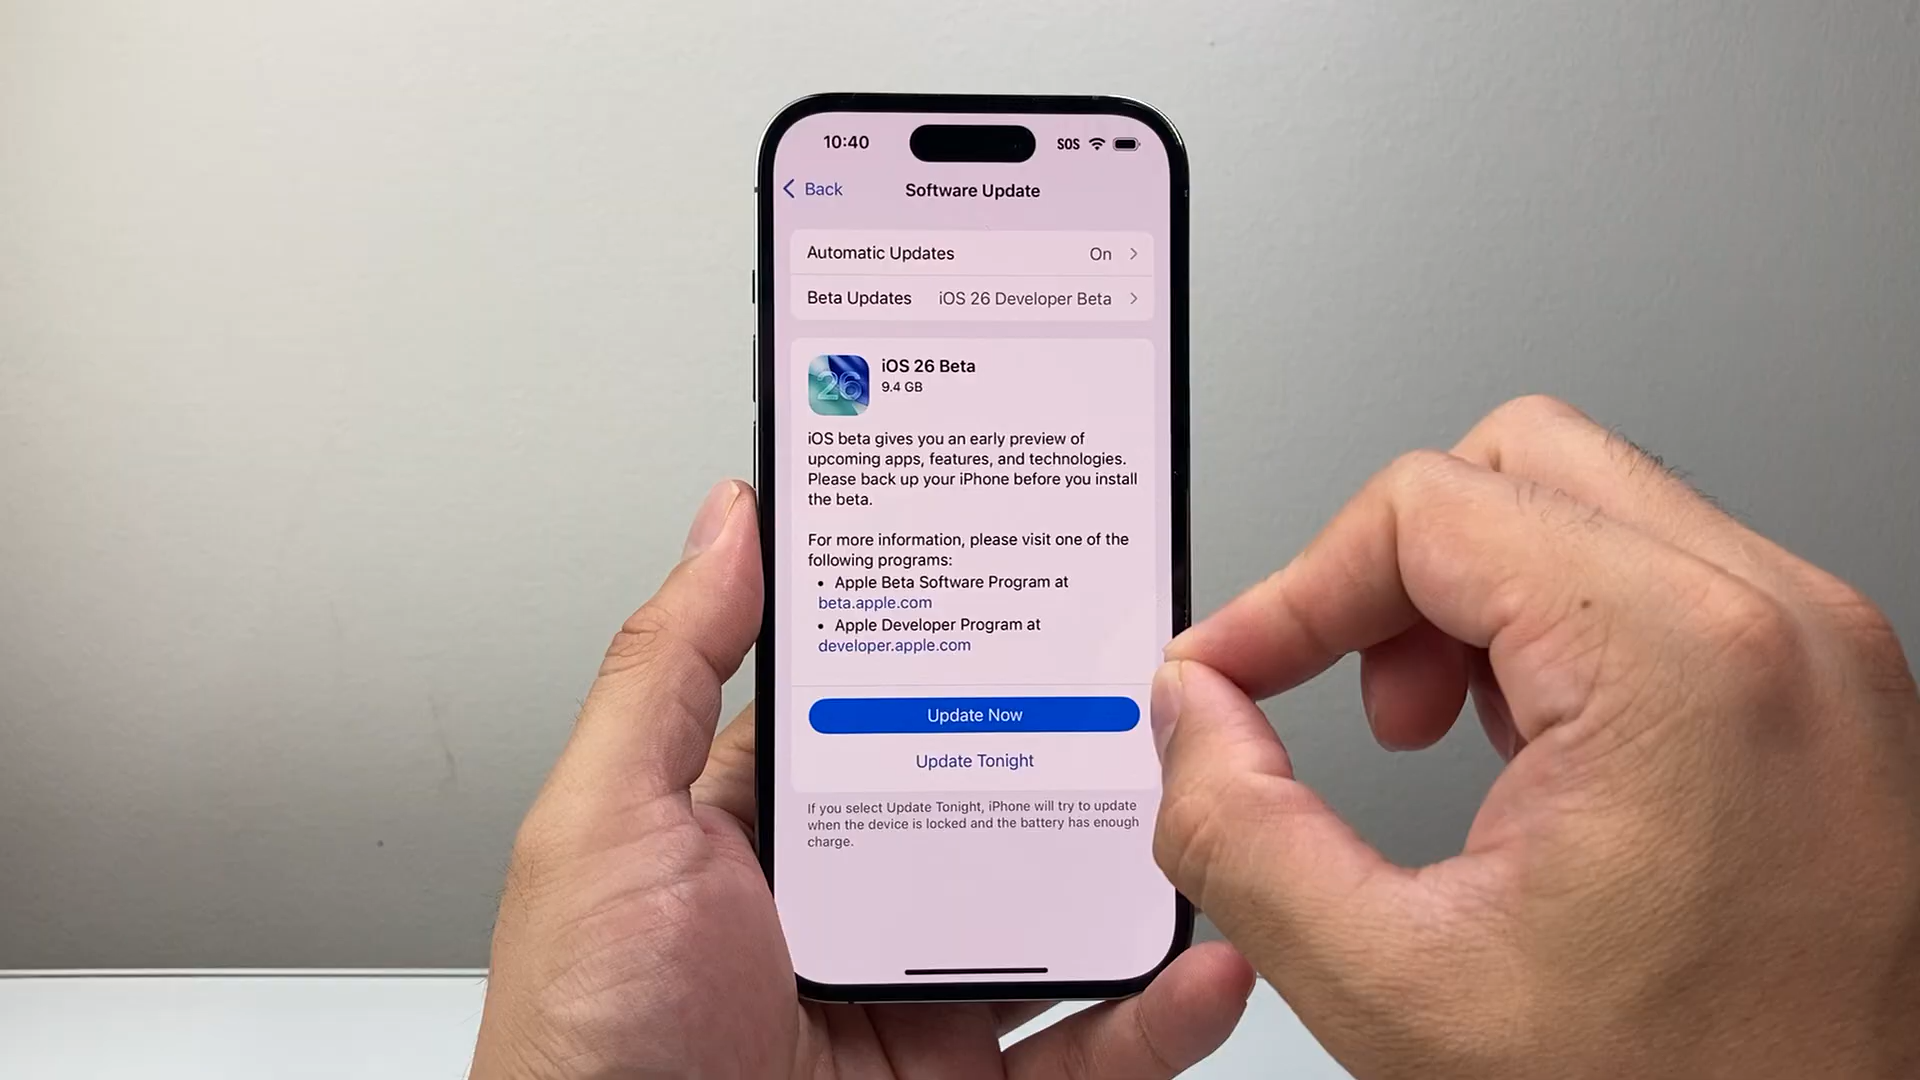 10:40 SOS
Back Software Update
Automatic Updates On
Beta Updates iOS 26 Developer Beta
26
iOS 26 Beta
9.4 GB
iOS beta gives you an early preview of
upcoming apps, features, and technologies.
Please back up your iPhone before you install
the beta.
For more information, please visit one of the
following programs:
• Apple Beta Software Program at
beta.apple.com
• Apple Developer Program at
developer.apple.com
Update Now
Update Tonight
If you select Update Tonight, iPhone will try to update
when the device is locked and the battery has enough
charge.